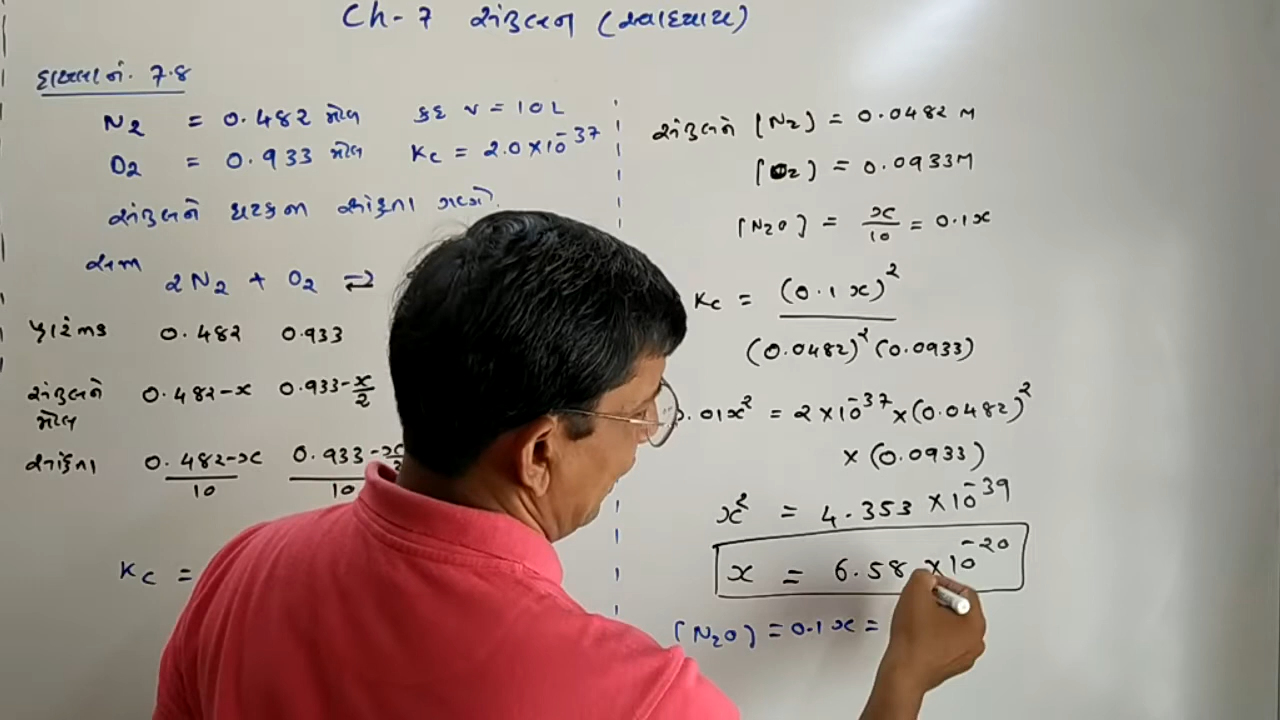 Ch-7 સંતુલન (સ્વાધ્યાય)
દાખલા નં. 7.8
N₂ = 0.482 મોલ કદ V = 10 L
O₂ = 0.933 મોલ Kc = 2.0×10⁻³⁷
સંતુલને ઘટકના સાંદ્રતા
2N₂ + O₂ ⇌
પ્રારંભ 0.482 0.933
સંતુલને મોલ 0.482-x 0.933-x/2
સાંદ્રતા (0.482-x)/10 (0.933-x/2)/10
Kc =
સંતુલને [N₂] = 0.0482 M
[O₂] = 0.0933M
[N₂O] = x/10 = 0.1x
Kc = (0.1x)² / (0.0482)² (0.0933)
0.01x² = 2×10⁻³⁷×(0.0482)²
×(0.0933)
x² = 4.353 ×10⁻³⁹
x = 6.58 ×10⁻²⁰
[N₂O] = 0.1x =